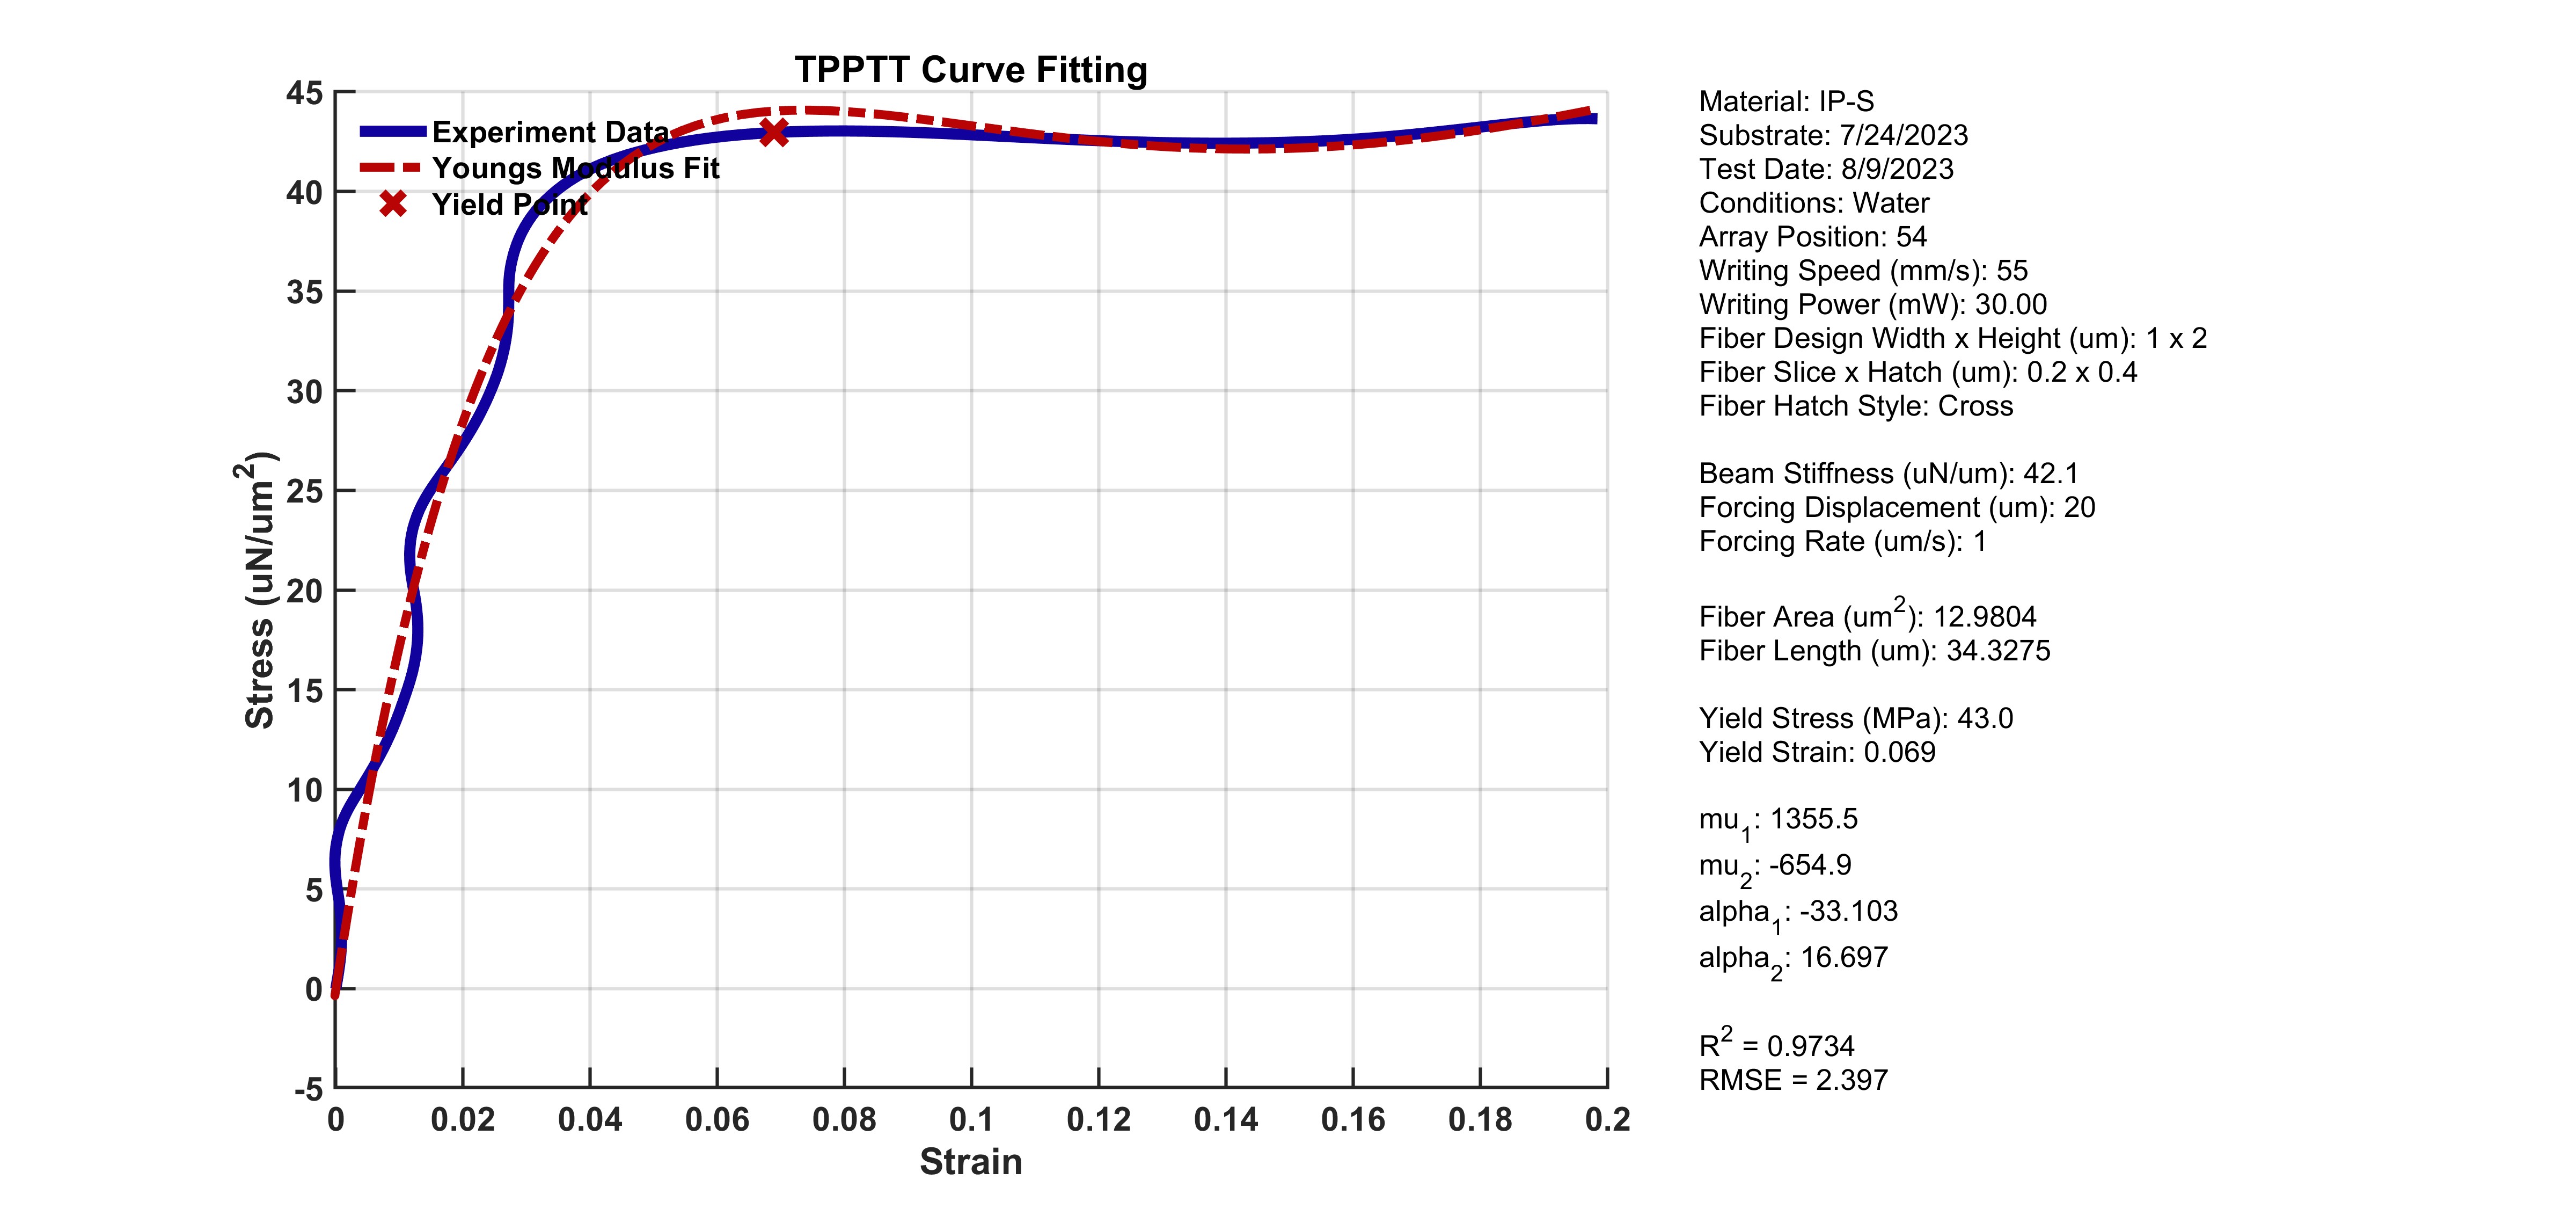 TPPTT Curve Fitting
Experiment Data
Youngs Modulus Fit
Yield Point
Stress (uN/um²)
45
40
35
30
25
20
15
10
5
0
-5
0 0.02 0.04 0.06 0.08 0.1 0.12 0.14 0.16 0.18 0.2
Strain
Material: IP-S
Substrate: 7/24/2023
Test Date: 8/9/2023
Conditions: Water
Array Position: 54
Writing Speed (mm/s): 55
Writing Power (mW): 30.00
Fiber Design Width x Height (um): 1 x 2
Fiber Slice x Hatch (um): 0.2 x 0.4
Fiber Hatch Style: Cross
Beam Stiffness (uN/um): 42.1
Forcing Displacement (um): 20
Forcing Rate (um/s): 1
Fiber Area (um²): 12.9804
Fiber Length (um): 34.3275
Yield Stress (MPa): 43.0
Yield Strain: 0.069
mu₁: 1355.5
mu₂: -654.9
alpha₁: -33.103
alpha₂: 16.697
R² = 0.9734
RMSE = 2.397